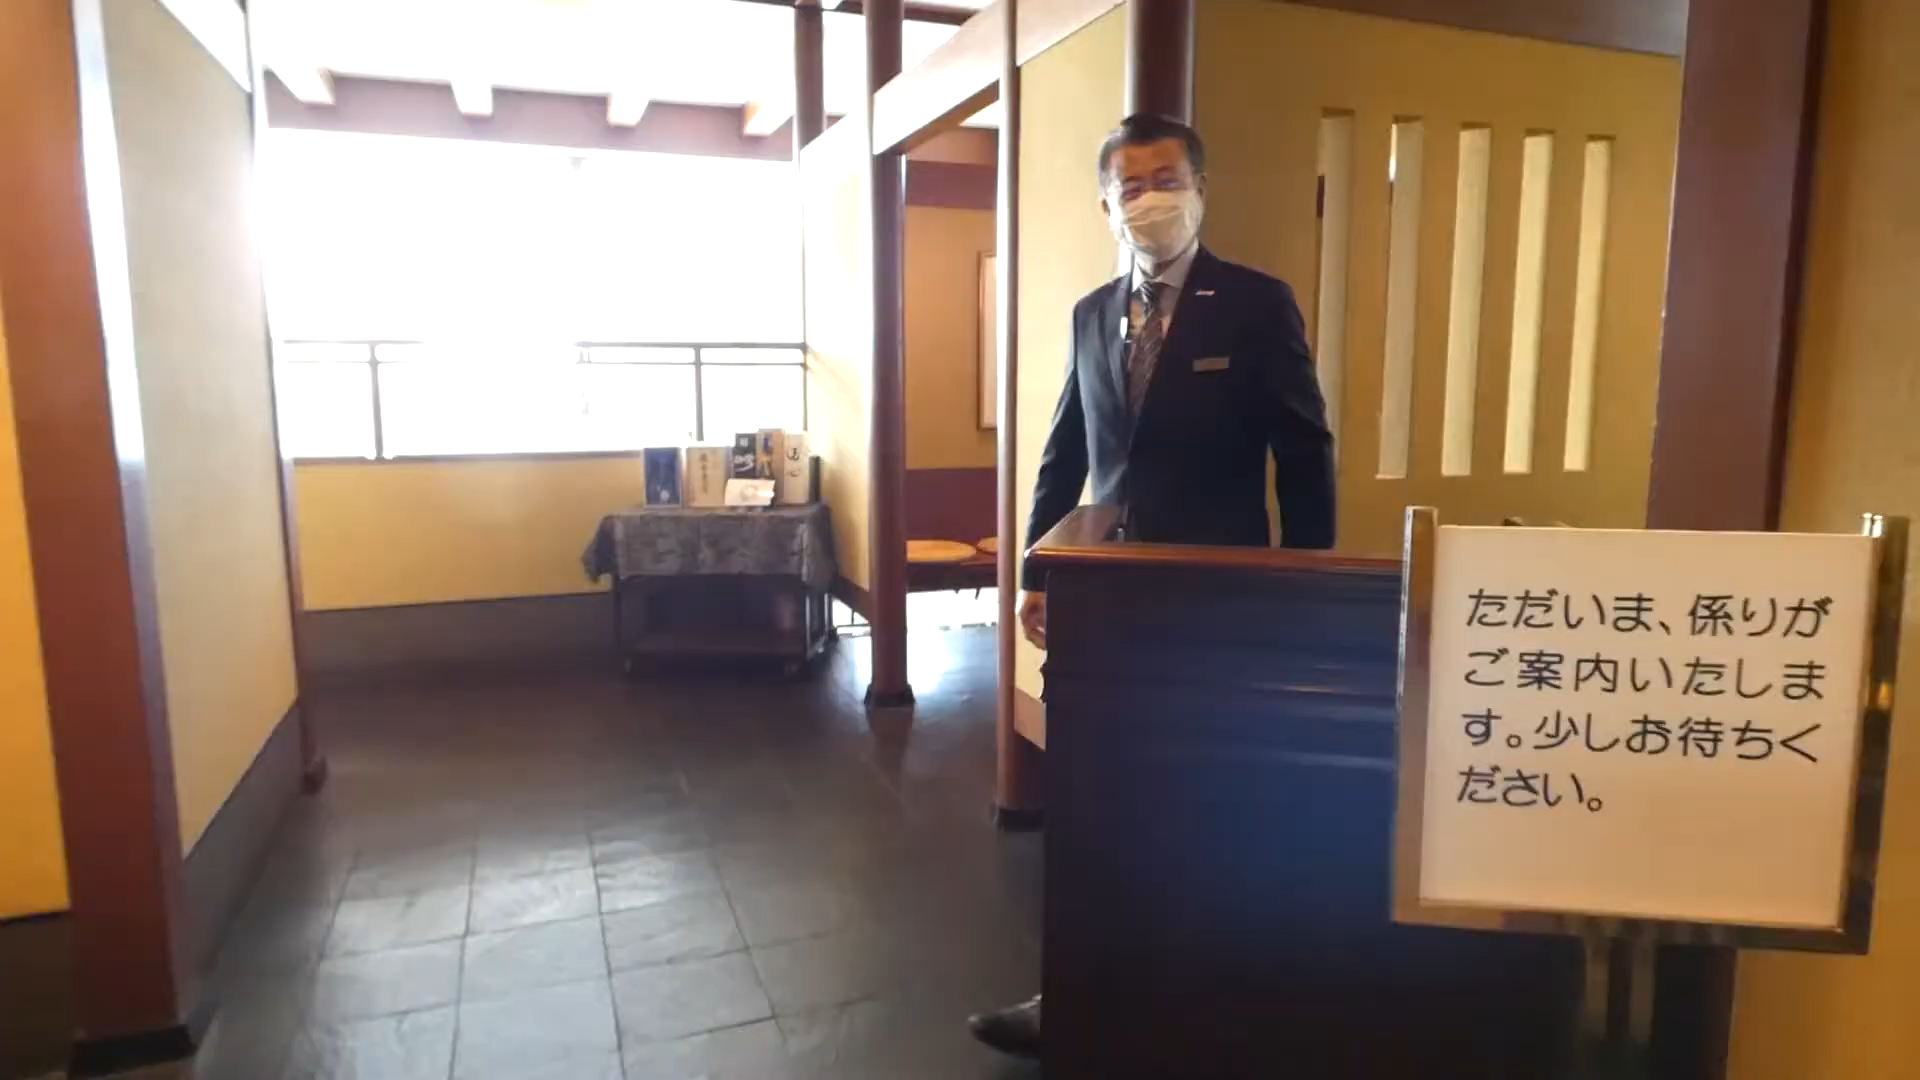 ただいま、係りが
ご案内いたしま
す。少しお待ちく
ださい。